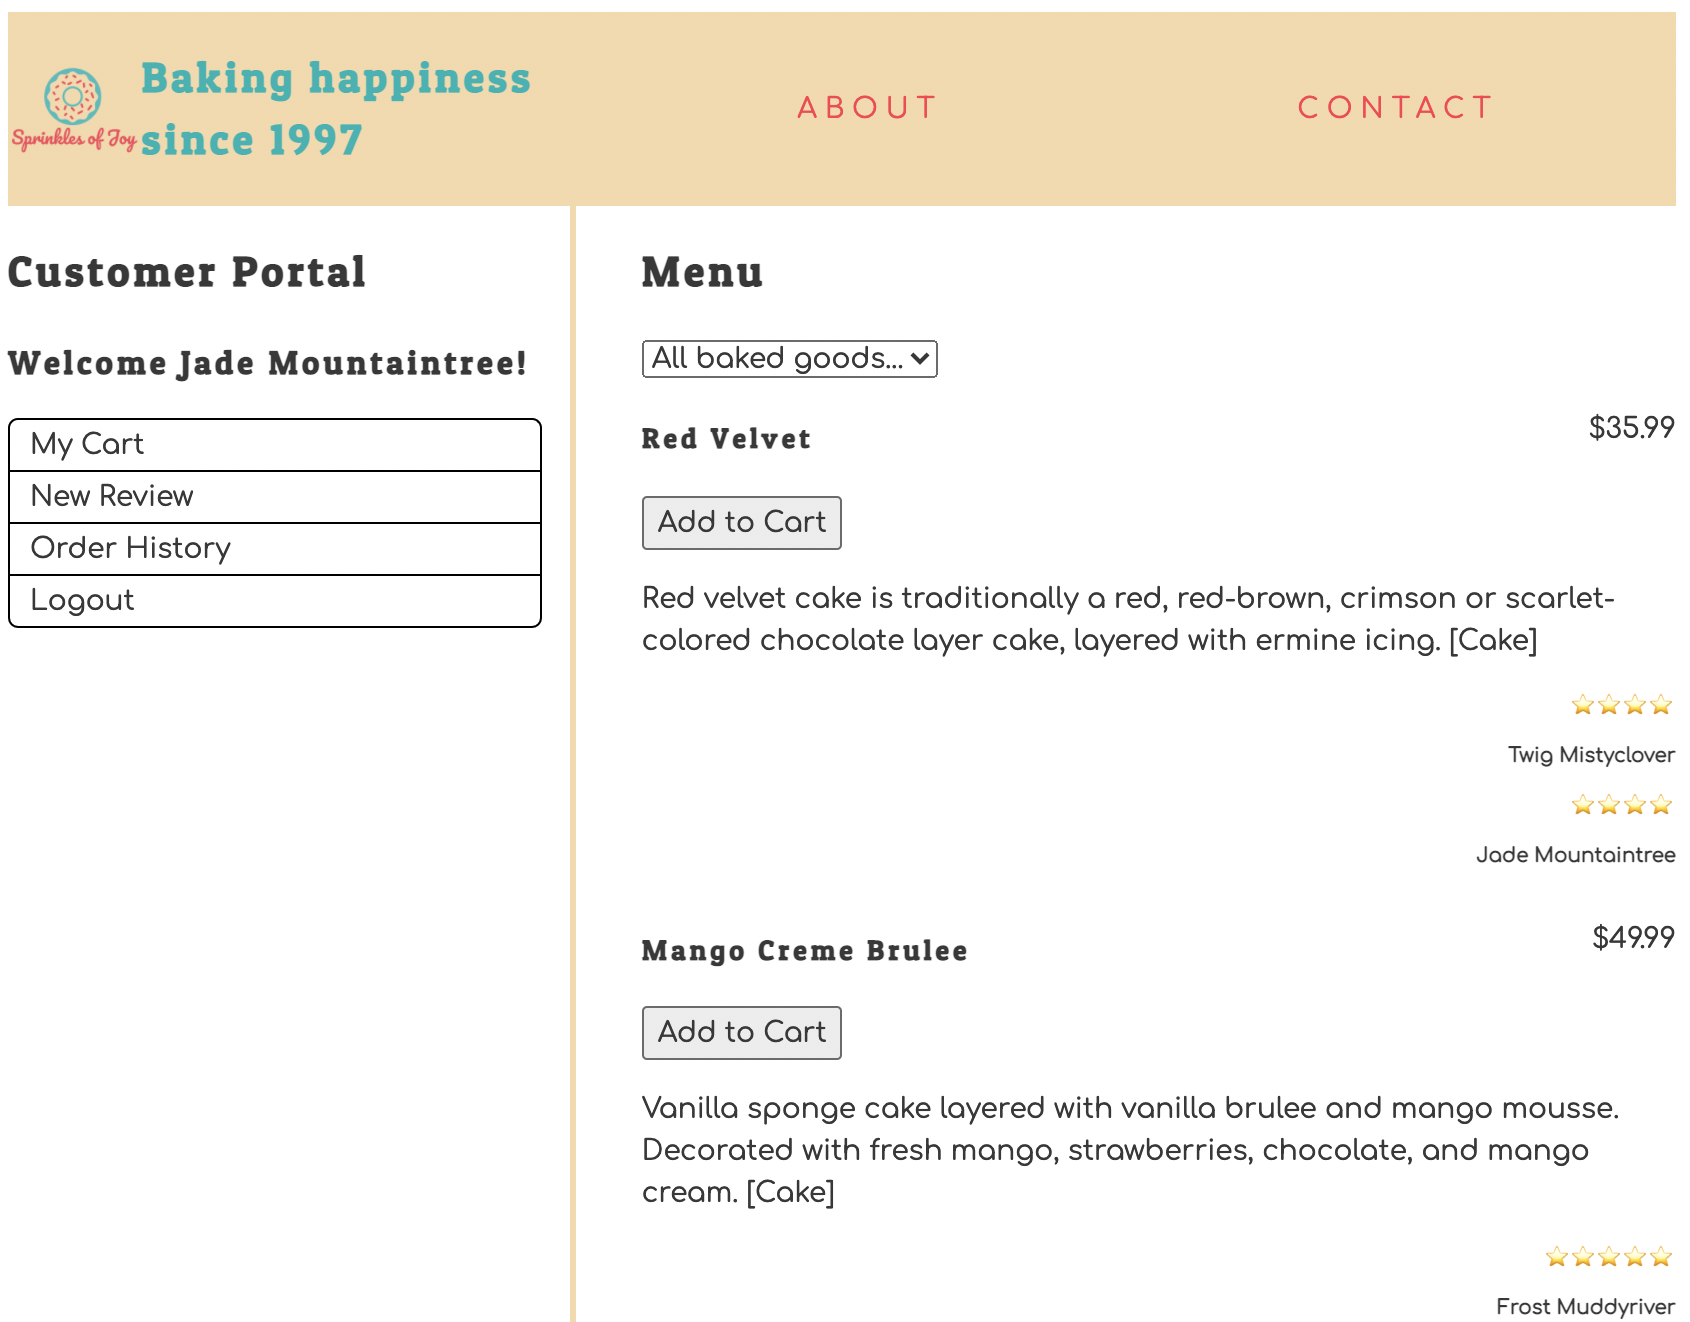 Sprinkles of Joy
Baking happiness
since 1997
ABOUT
CONTACT
Customer Portal
Welcome Jade Mountaintree!
My Cart
New Review
Order History
Logout
Menu
All baked goods...
Red Velvet
$35.99
Add to Cart
Red velvet cake is traditionally a red, red-brown, crimson or scarlet-
colored chocolate layer cake, layered with ermine icing. [Cake]
Twig Mistyclover
Jade Mountaintree
Mango Creme Brulee
$49.99
Add to Cart
Vanilla sponge cake layered with vanilla brulee and mango mousse.
Decorated with fresh mango, strawberries, chocolate, and mango
cream. [Cake]
Frost Muddyriver